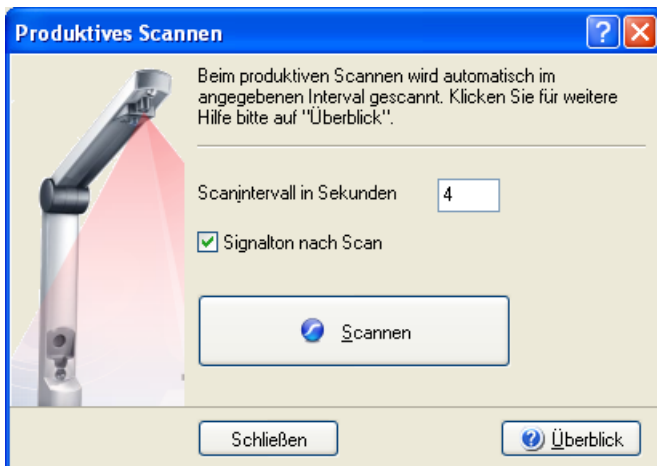 Produktives Scannen
Beim produktiven Scannen wird automatisch im
angegebenen Interval gescannt. Klicken Sie für weitere
Hilfe bitte auf "Überblick".
Scanintervall in Sekunden 4
Signalton nach Scan
Scannen
Schließen Überblick